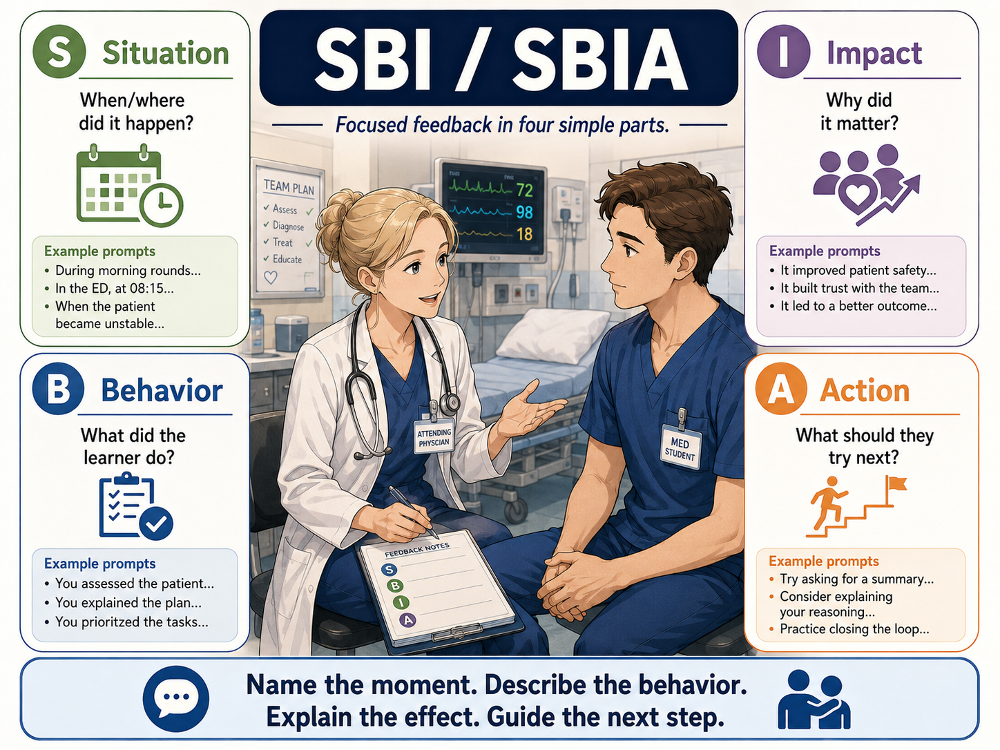 SBI / SBIA
Focused feedback in four simple parts.
S Situation
When/where
did it happen?
Example prompts
• During morning rounds...
• In the ED, at 08:15...
• When the patient
became unstable...
B Behavior
What did the
learner do?
Example prompts
• You assessed the patient...
• You explained the plan...
• You prioritzed the tasks...
TEAM PLAN
✓ Assess ✓
✓ Diagnose
✓ Treat ✓
✓ Educate
72
98
18
ATTENDING
PHYSCIAN
MED
STUDENT
FEEDBACK NOTES
S
B
I
A
I Impact
Why did
it matter?
Example prompts
• It improved patient safety...
• It built trust with the team...
• It led to a better outcome...
A Action
What should they
try next?
Example prompts
• Try asking for a summary...
• Consider explaining
your reasoning...
• Practice closing the loop...
Name the moment. Describe the behavior.
Explain the effect. Guide the next step.